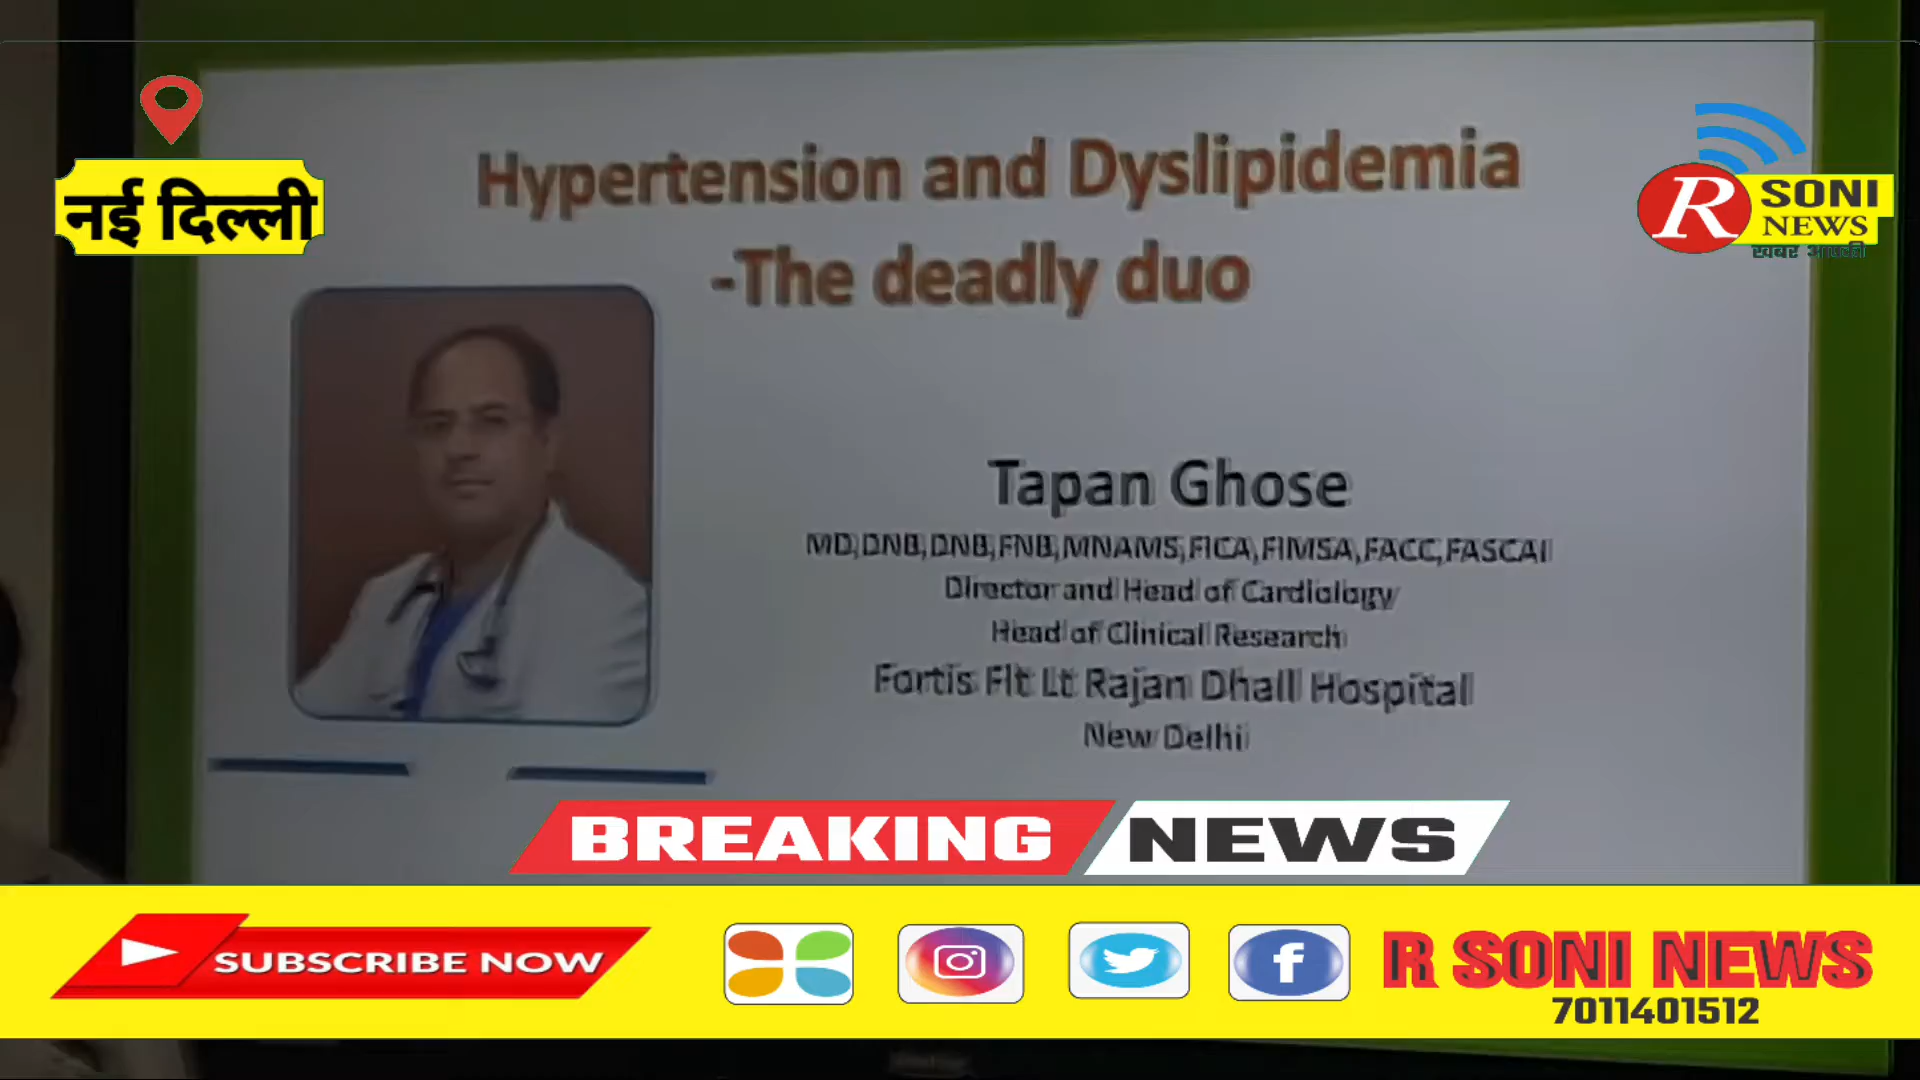 Hypertension and Dyslipidemia
-The deadly duo
नई दिल्ली
R SONI
NEWS
खबर आपकी
Tapan Ghose
MD,DNB,DNB,FNB,MNAMS,FICA,FIMSA,FACC,FASCAI
Director and Head of Cardiology
Head of Clinical Research
Fortis Flt Lt Rajan Dhall Hospital
New Delhi
BREAKING NEWS
SUBSCRIBE NOW
R SONI NEWS
7011401512